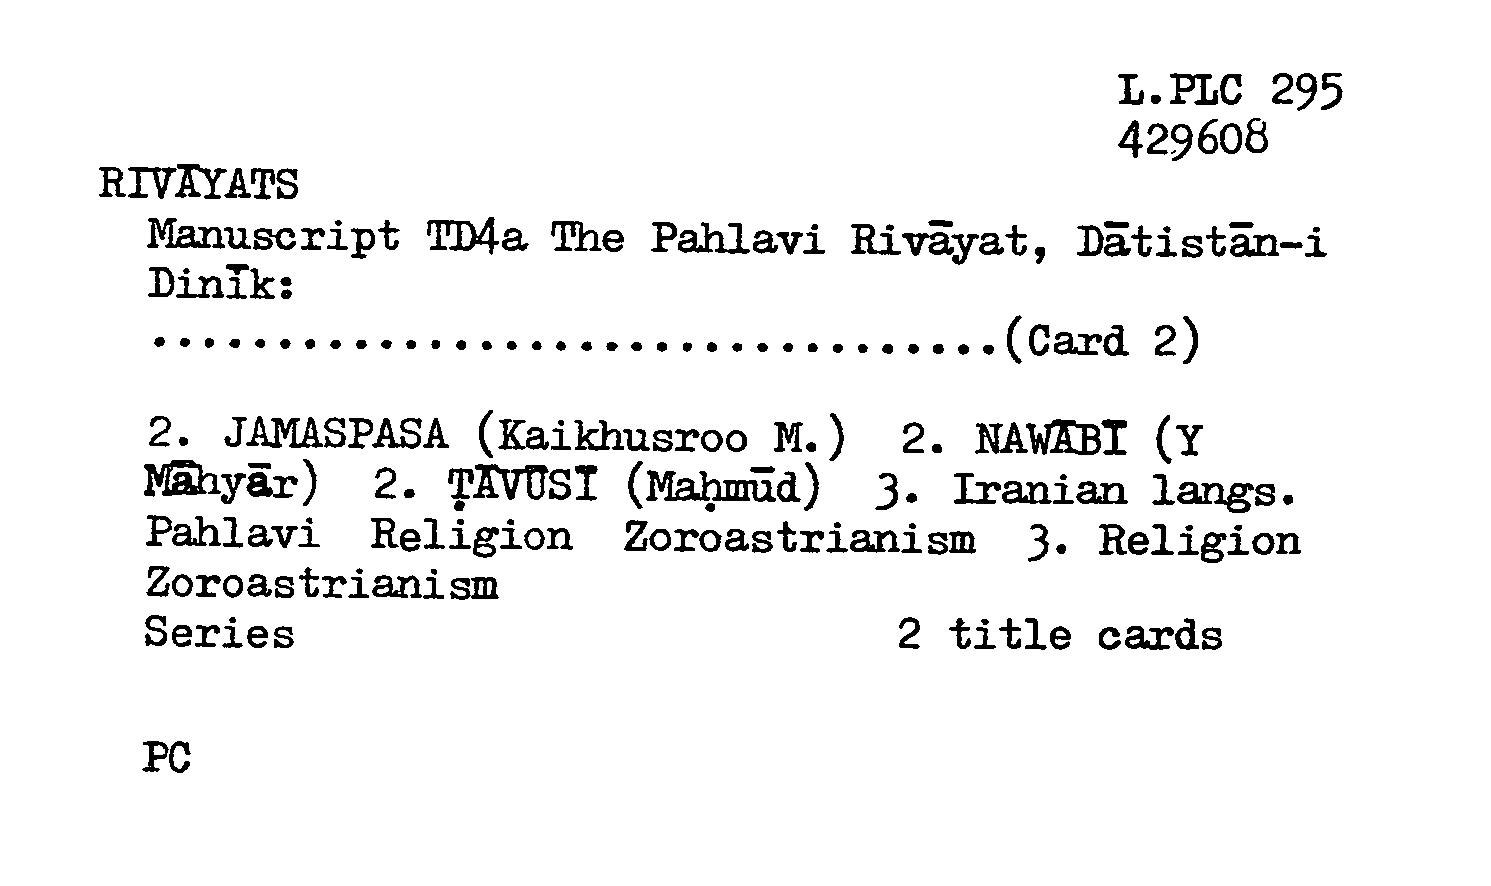 L.PLC 295
429608
RIVĀYATS
Manuscript TD4a The Pahlavi Rivāyat, Dātistān-i
Dinīk:
..................................(Card 2)
2. JAMASPASA (Kaikhusroo M.) 2. NAWĀBĪ (Y
Māhyār) 2. ṬĀVŪSĪ (Maḥmūd) 3. Iranian langs.
Pahlavi Religion Zoroastrianism 3. Religion
Zoroastrianism
Series 2 title cards
PC